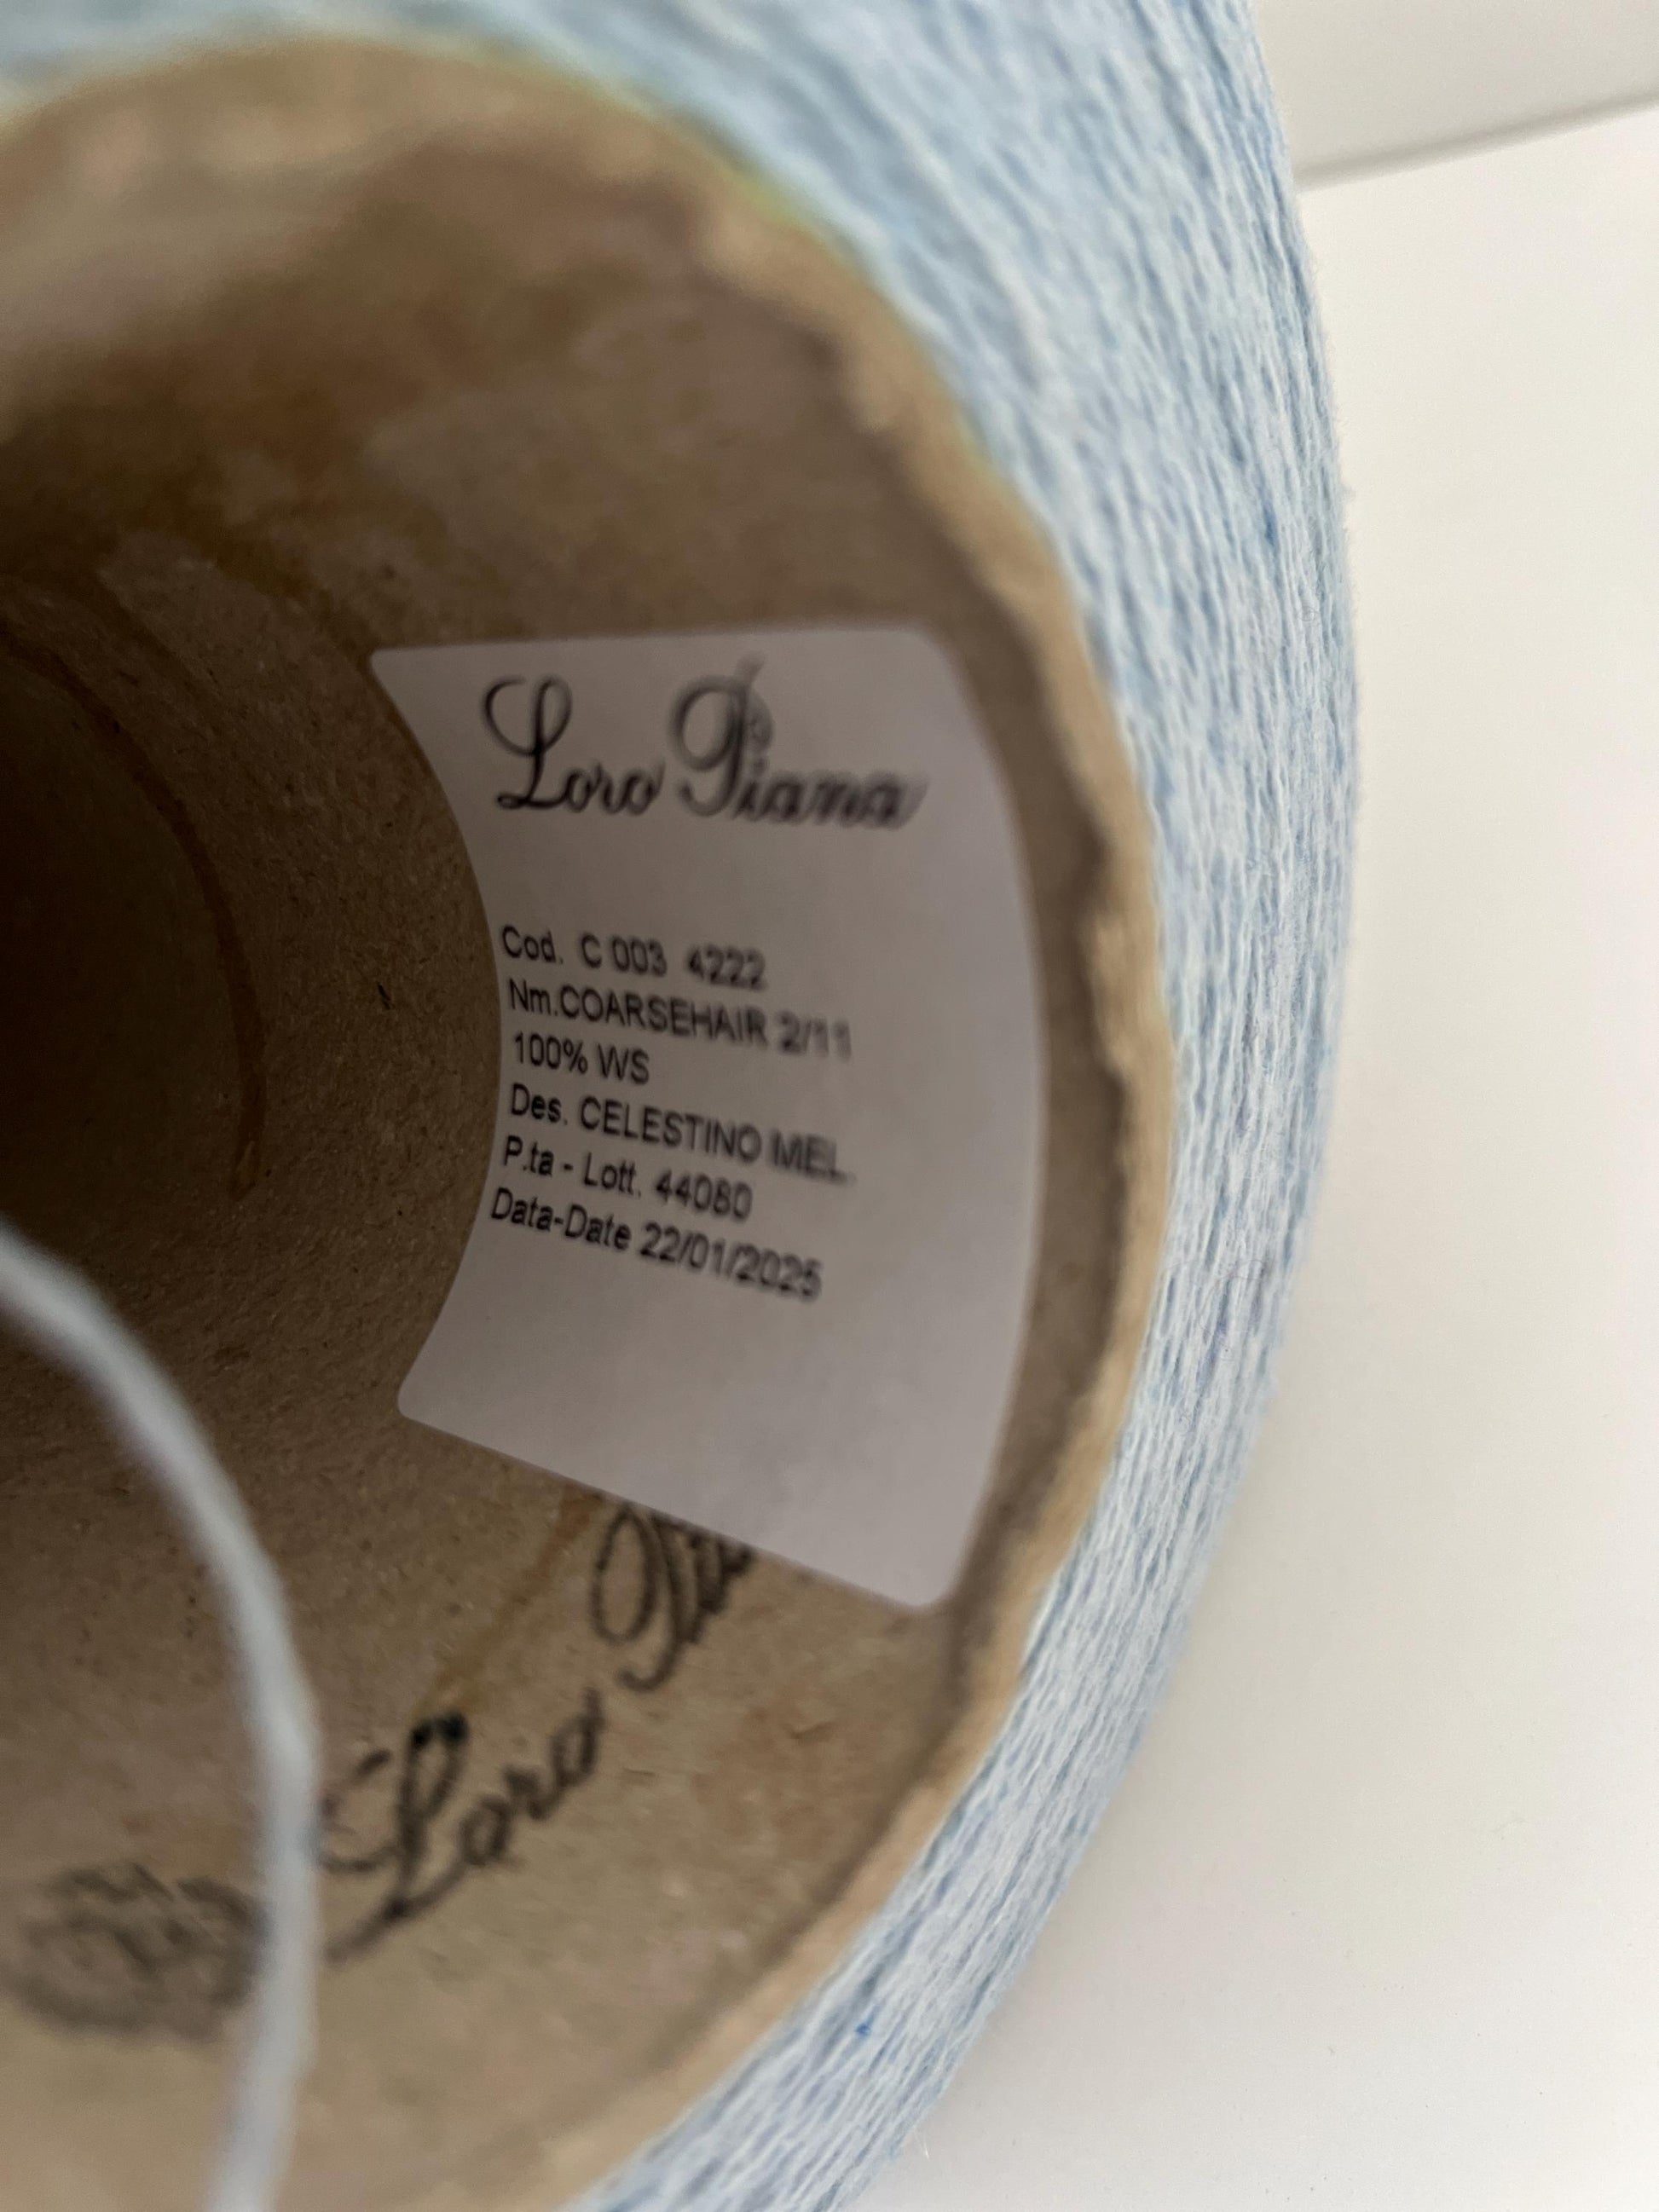 Loro Piana
Cod. C 003 4222
Nm.COARSEHAIR 2/11
100% WS
Des. CELESTINO MEL.
P.ta - Lott. 44080
Data-Date 22/01/2025
Loro